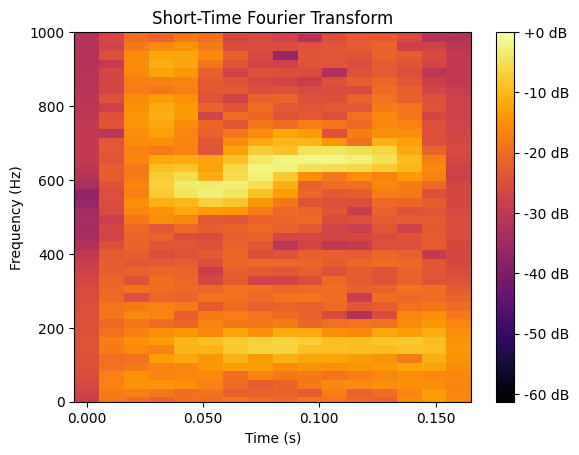 Short-Time Fourier Transform
1000
800
600
400
200
0
Frequency (Hz)
0.000
0.050
0.100
0.150
Time (s)
+0 dB
-10 dB
-20 dB
-30 dB
-40 dB
-50 dB
-60 dB